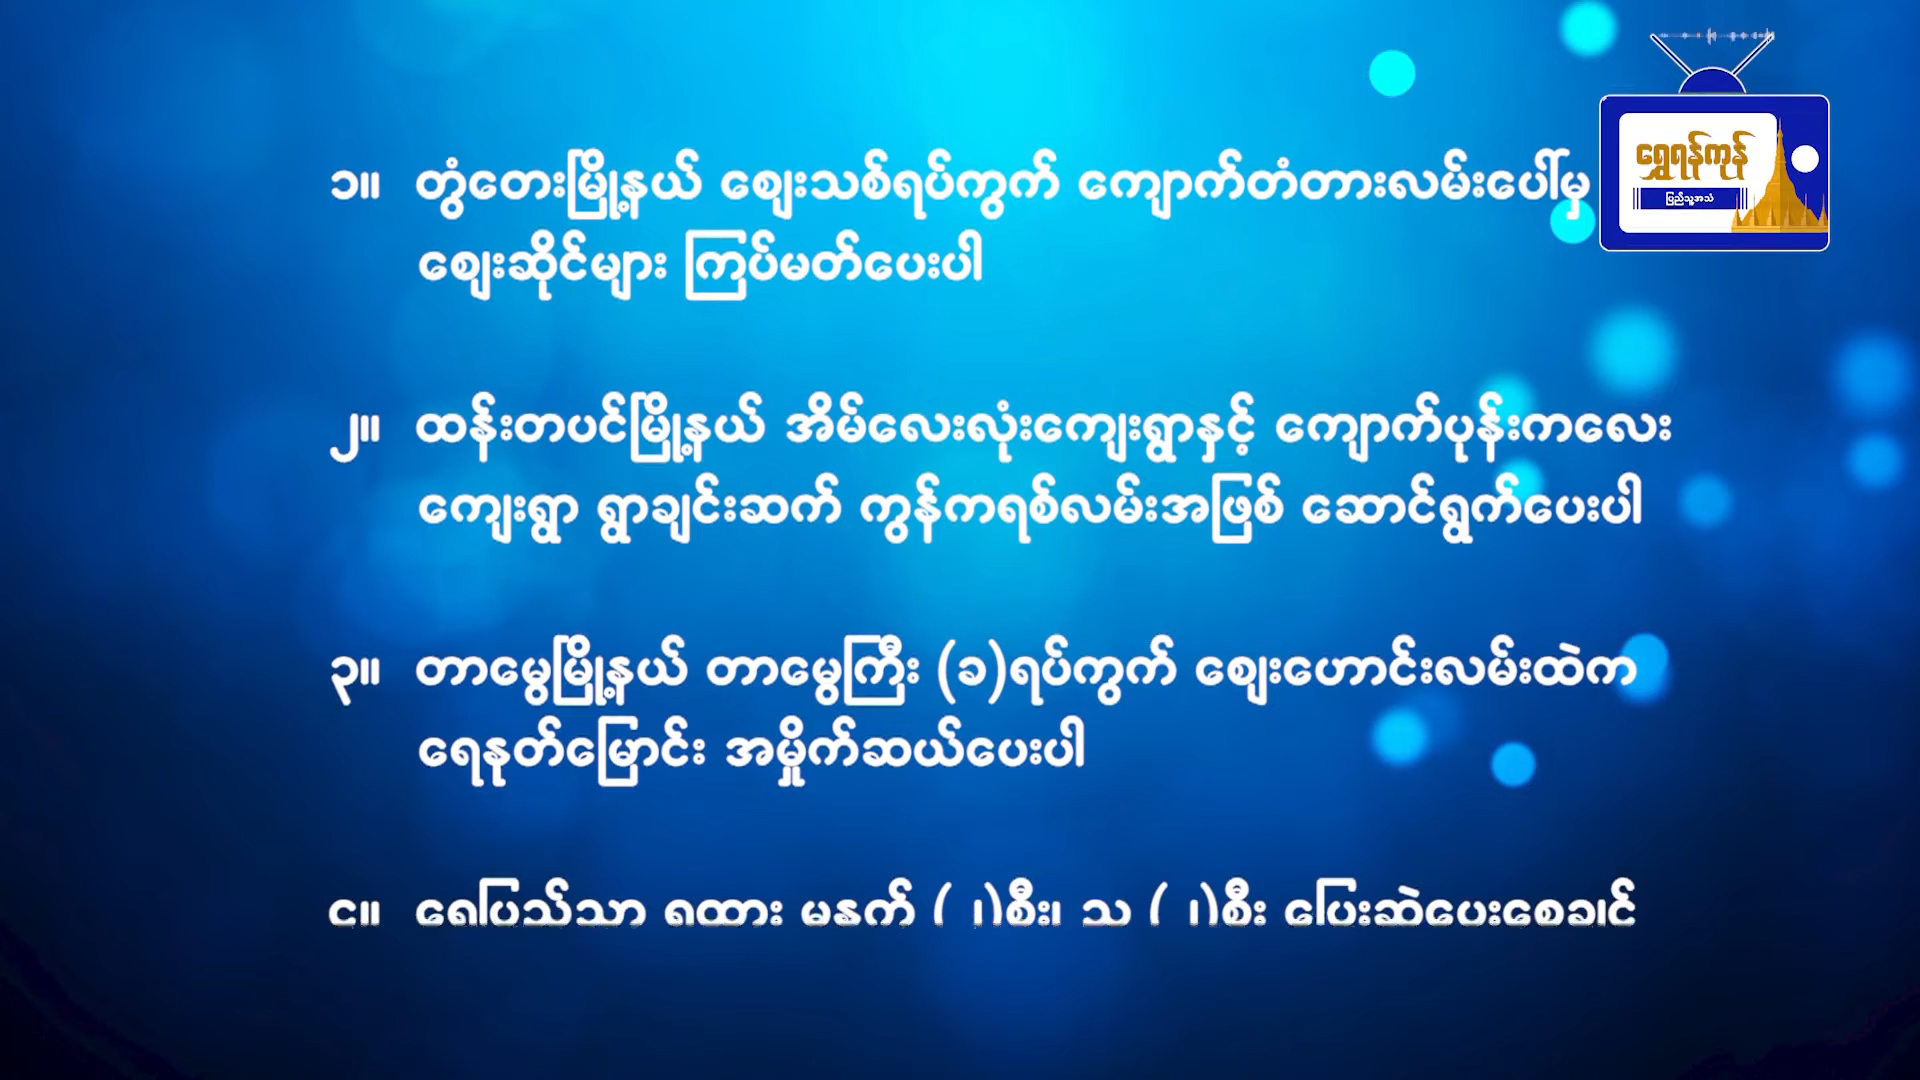 ရွှေရန်ကုန်
ပြည်သူ့အသံ
၁။ တွံတေးမြို့နယ် ဈေးသစ်ရပ်ကွက် ကျောက်တံတားလမ်းပေါ်မှ
ဈေးဆိုင်များ ကြပ်မတ်ပေးပါ
၂။ ထန်းတပင်မြို့နယ် အိမ်လေးလုံးကျေးရွာနှင့် ကျောက်ပုန်းကလေး
ကျေးရွာ ရွာချင်းဆက် ကွန်ကရစ်လမ်းအဖြစ် ဆောင်ရွက်ပေးပါ
၃။ တာမွေမြို့နယ် တာမွေကြီး (ခ)ရပ်ကွက် ဈေးဟောင်းလမ်းထဲက
ရေနုတ်မြောင်း အမှိုက်ဆယ်ပေးပါ
၄။ ရေပြည်သာ ရထား မနက် စီး၊ ည စီး ပြေးဆွဲပေးစေချင်